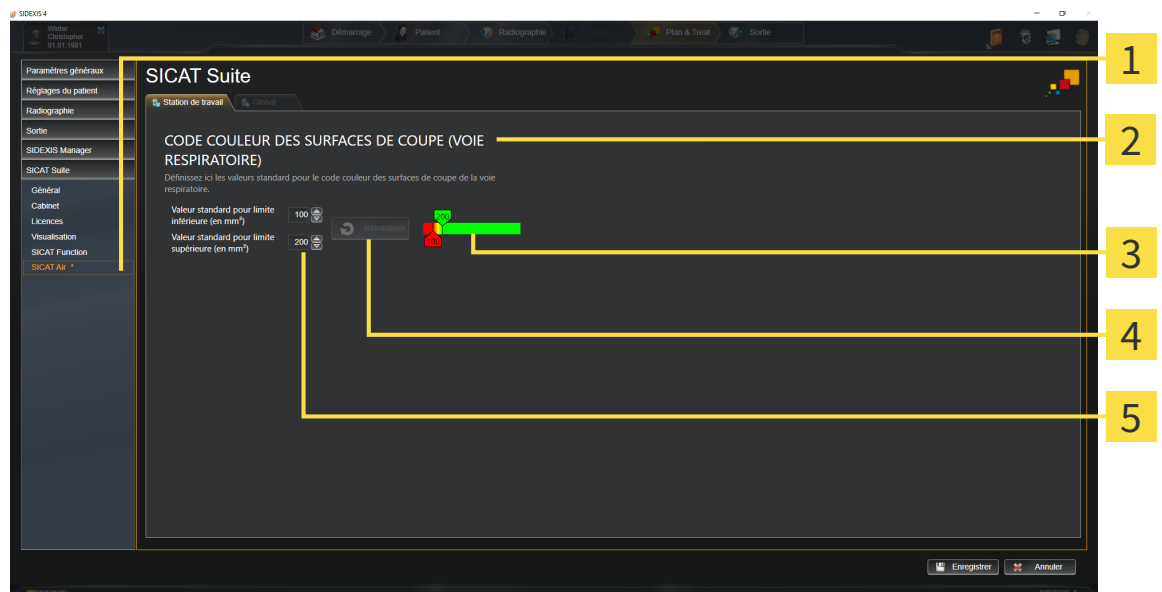 SIDEXIS 4
Winter
Christopher
01.01.1901
Démarrage
Patient
Radiographie
Plan & Treat
Sortie
1
Paramètres généraux
Réglages du patient
Radiographie
Sortie
SIDEXIS Manager
SICAT Suite
Général
Cabinet
Licences
Visualisation
SICAT Function
SICAT Air *
SICAT Suite
Station de travail
Global
CODE COULEUR DES SURFACES DE COUPE (VOIE
RESPIRATOIRE)
2
Définissez ici les valeurs standard pour le code couleur des surfaces de coupe de la voie
respiratoire.
Valeur standard pour limite
inférieure (en mm²)
100
Réinitialiser
200
100
Valeur standard pour limite
supérieure (en mm²)
200
3
4
5
Enregistrer
Annuler